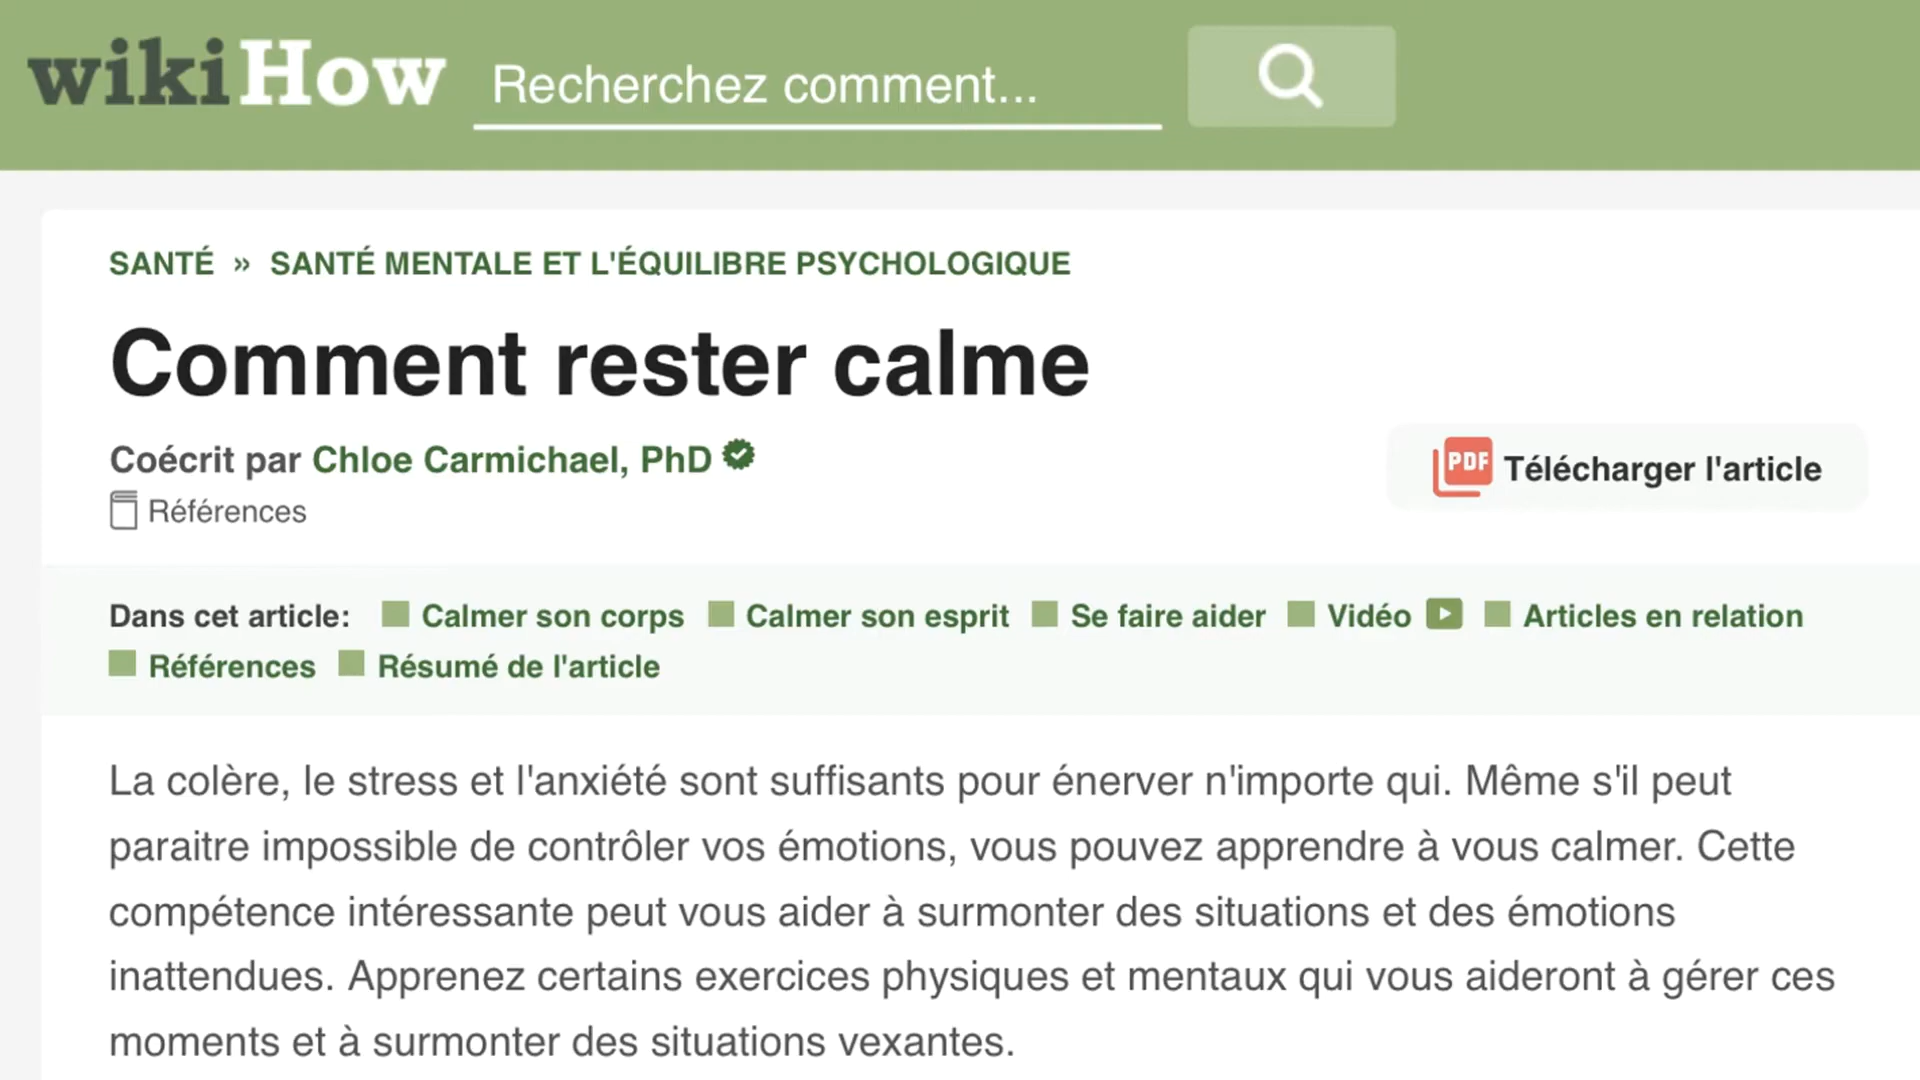 wikiHow Recherchez comment...
SANTÉ » SANTÉ MENTALE ET L'ÉQUILIBRE PSYCHOLOGIQUE
Comment rester calme
Coécrit par Chloe Carmichael, PhD
PDF Télécharger l'article
Références
Dans cet article: Calmer son corps Calmer son esprit Se faire aider Vidéo Articles en relation
Références Résumé de l'article
La colère, le stress et l'anxiété sont suffisants pour énerver n'importe qui. Même s'il peut
paraitre impossible de contrôler vos émotions, vous pouvez apprendre à vous calmer. Cette
compétence intéressante peut vous aider à surmonter des situations et des émotions
inattendues. Apprenez certains exercices physiques et mentaux qui vous aideront à gérer ces
moments et à surmonter des situations vexantes.